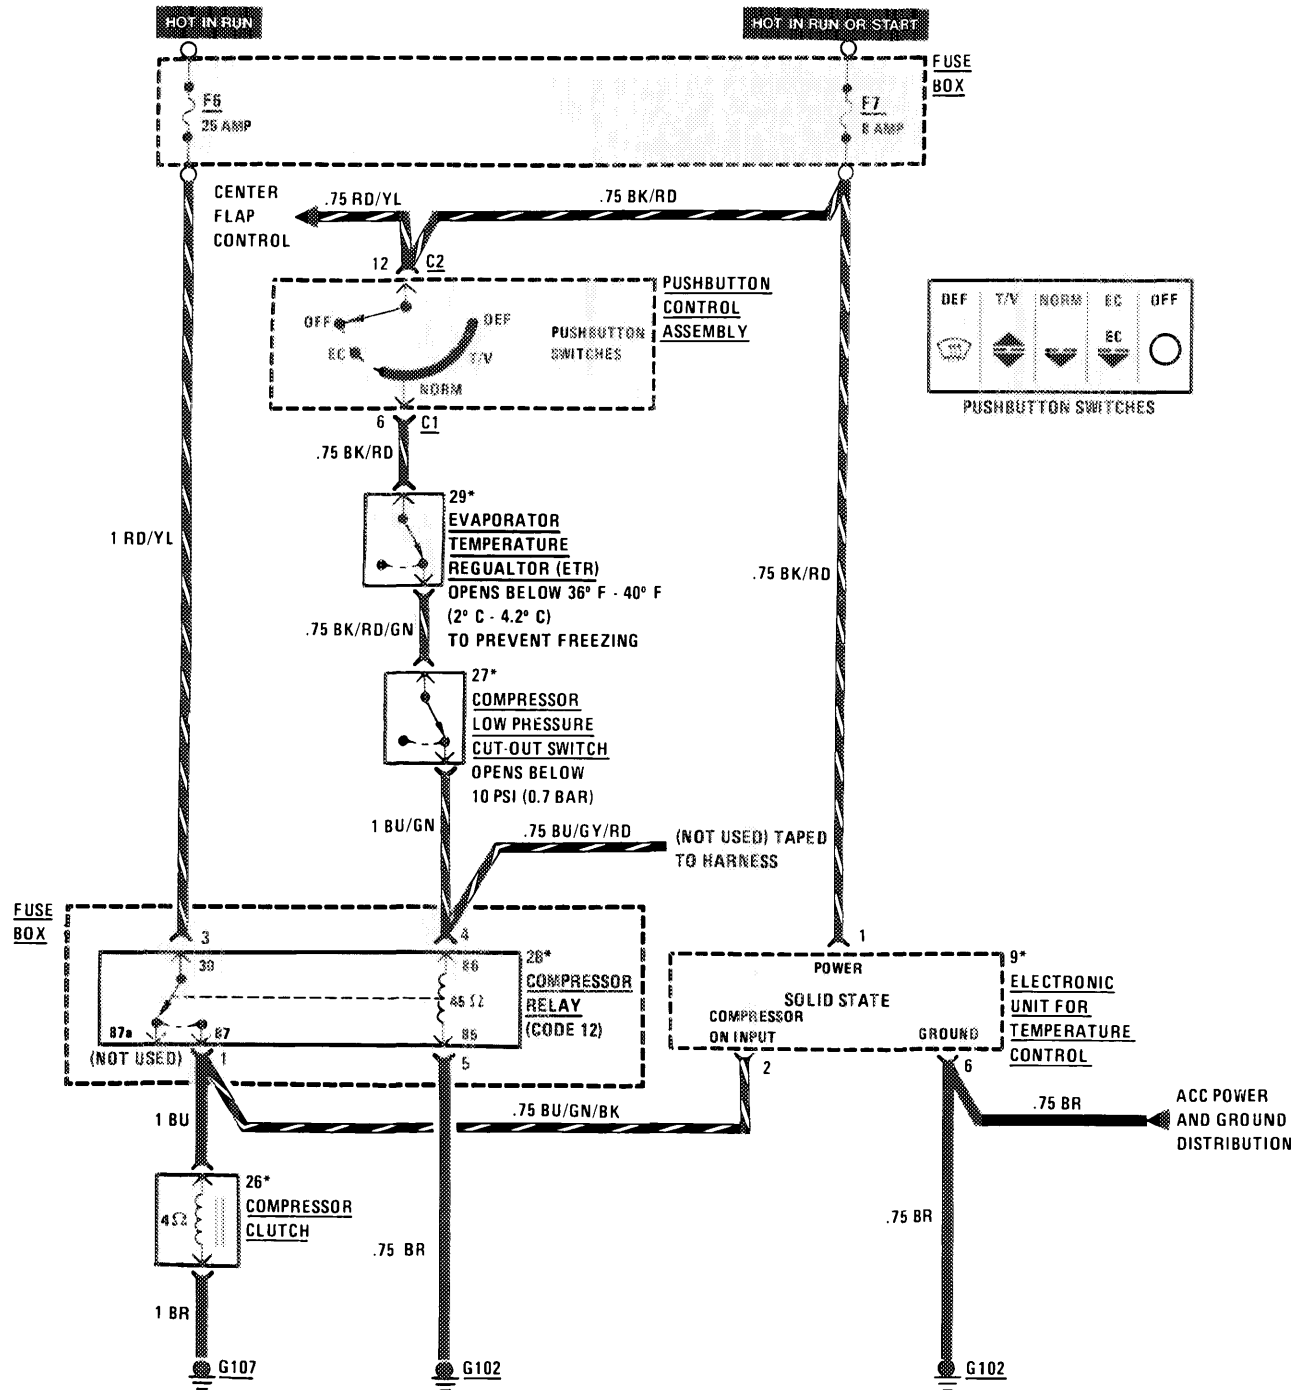 HOT IN RUN
HOT IN RUN OR START
FUSE
BOX
F6
25 AMP
F7
8 AMP
CENTER
FLAP
CONTROL
.75 RD/YL
.75 BK/RD
12
C2
PUSHBUTTON
CONTROL
ASSEMBLY
OFF
EC
DEF
T/V
NORM
PUSHBUTTON
SWITCHES
DEF
T/V
NORM
EC
OFF
EC
PUSHBUTTON SWITCHES
6
C1
.75 BK/RD
1 RD/YL
29*
EVAPORATOR
TEMPERATURE
REGUALTOR (ETR)
OPENS BELOW 36° F - 40° F
(2° C - 4.2° C)
TO PREVENT FREEZING
.75 BK/RD
.75 BK/RD/GN
27*
COMPRESSOR
LOW PRESSURE
CUT-OUT SWITCH
OPENS BELOW
10 PSI (0.7 BAR)
1 BU/GN
.75 BU/GY/RD
(NOT USED) TAPED
TO HARNESS
FUSE
BOX
3
4
1
30
86
45 Ω
87a
87
85
(NOT USED)
1
5
28*
COMPRESSOR
RELAY
(CODE 12)
POWER
SOLID STATE
COMPRESSOR
ON INPUT
GROUND
2
6
9*
ELECTRONIC
UNIT FOR
TEMPERATURE
CONTROL
1 BU
.75 BU/GN/BK
.75 BR
ACC POWER
AND GROUND
DISTRIBUTION
4Ω
26*
COMPRESSOR
CLUTCH
.75 BR
.75 BR
1 BR
G107
G102
G102